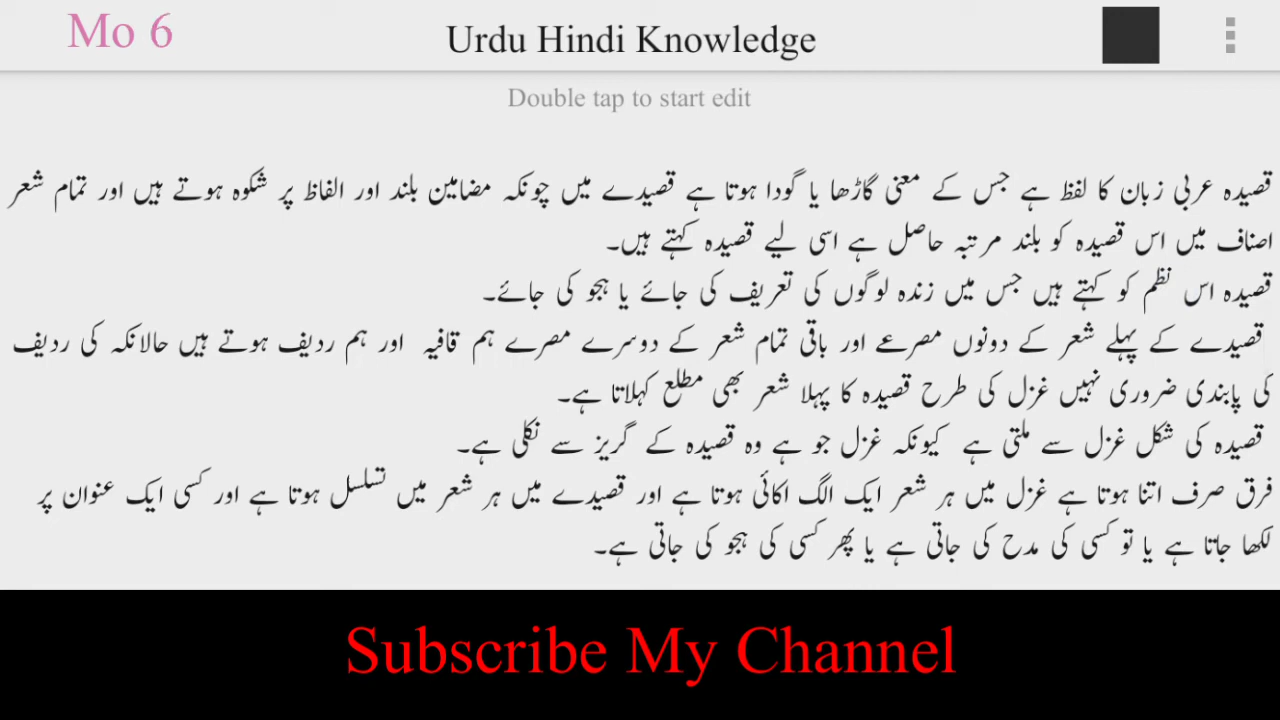 Mo 6
Urdu Hindi Knowledge
Double tap to start edit
قصیدہ عربی زبان کا لفظ ہے جس کے معنی گاڑھا یا گودا ہوتا ہے قصیدے میں چونکہ مضامین بلند اور الفاظ پر شکوہ ہوتے ہیں اور تمام شعر
اصناف میں اس قصیدہ کو بلند مرتبہ حاصل ہے اسی لیے قصیدہ کہتے ہیں۔
قصیدہ اس نظم کو کہتے ہیں جس میں زندہ لوگوں کی تعریف کی جائے یا ہجو کی جائے۔
قصیدے کے پہلے شعر کے دونوں مصرعے اور باقی تمام شعر کے دوسرے مصرے ہم قافیہ اور ہم ردیف ہوتے ہیں حالانکہ کی ردیف
کی پابندی ضروری نہیں غزل کی طرح قصیدہ کا پہلا شعر بھی مطلع کہلاتا ہے۔
قصیدہ کی شکل غزل سے ملتی ہے کیونکہ غزل جو ہے وہ قصیدہ کے گریز سے نکلی ہے۔
فرق صرف اتنا ہوتا ہے غزل میں ہر شعر ایک الگ اکائی ہوتا ہے اور قصیدے میں ہر شعر میں تسلسل ہوتا ہے اور کسی ایک عنوان پر
لکھا جاتا ہے یا تو کسی کی مدح کی جاتی ہے یا پھر کسی کی ہجو کی جاتی ہے۔
Subscribe My Channel